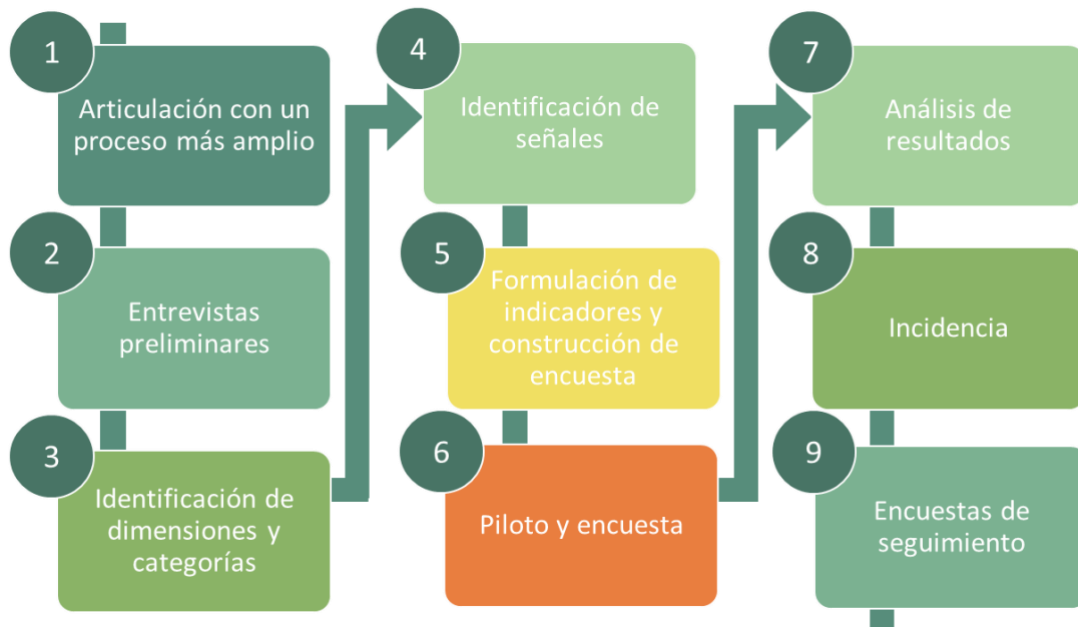 1
Articulación con un
proceso más amplio
2
Entrevistas
preliminares
3
Identificación de
dimensiones y
categorías
4
Identificación de
señales
5
Formulación de
indicadores y
construcción de
encuesta
6
Piloto y encuesta
7
Análisis de
resultados
8
Incidencia
9
Encuestas de
seguimiento